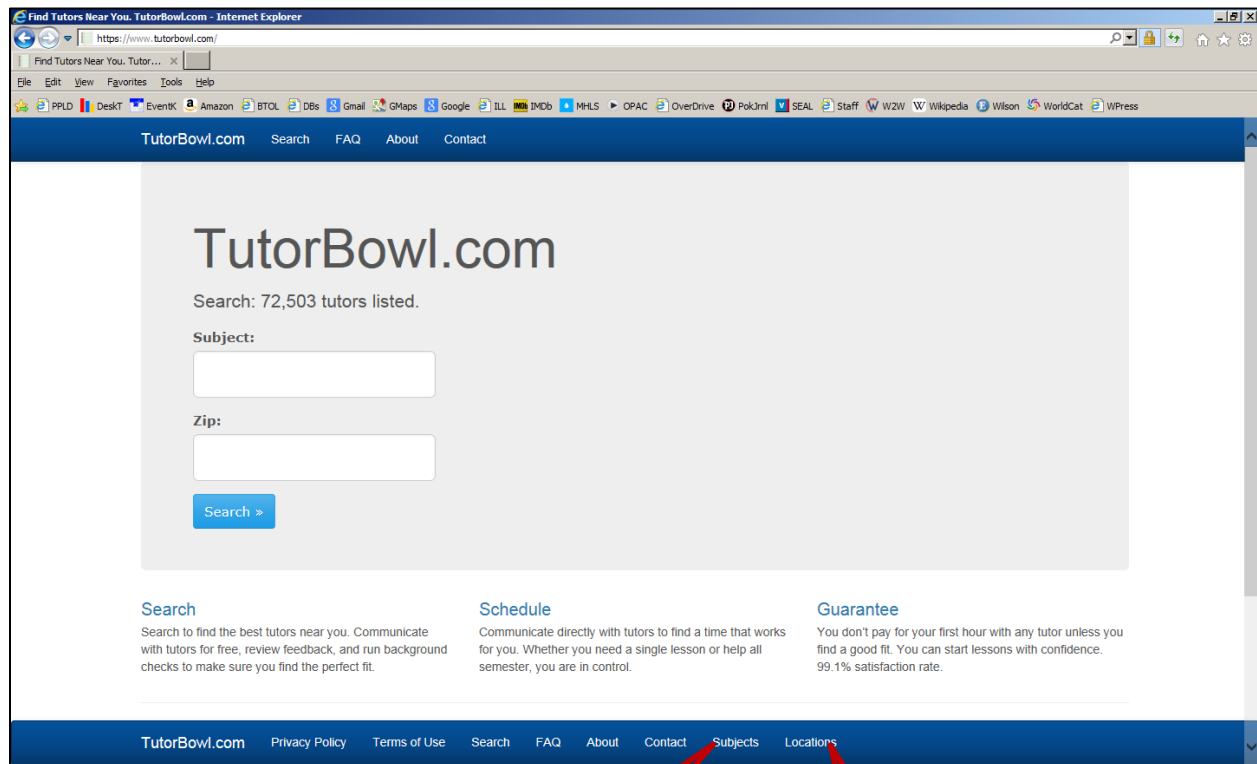 Find Tutors Near You. TutorBowl.com - Internet Explorer
https://www.tutorbowl.com/
Find Tutors Near You. Tutor...
File Edit View Favorites Tools Help
PPLD DeskT EventK Amazon BTOL DBs Gmail GMaps Google ILL IMDb MHLS OPAC OverDrive PokJrnl SEAL Staff W2W Wikipedia Wilson WorldCat WPress
TutorBowl.com Search FAQ About Contact
TutorBowl.com
Search: 72,503 tutors listed.
Subject:
Zip:
Search »
Search
Search to find the best tutors near you. Communicate
with tutors for free, review feedback, and run background
checks to make sure you find the perfect fit.
Schedule
Communicate directly with tutors to find a time that works
for you. Whether you need a single lesson or help all
semester, you are in control.
Guarantee
You don't pay for your first hour with any tutor unless you
find a good fit. You can start lessons with confidence.
99.1% satisfaction rate.
TutorBowl.com Privacy Policy Terms of Use Search FAQ About Contact Subjects Locations